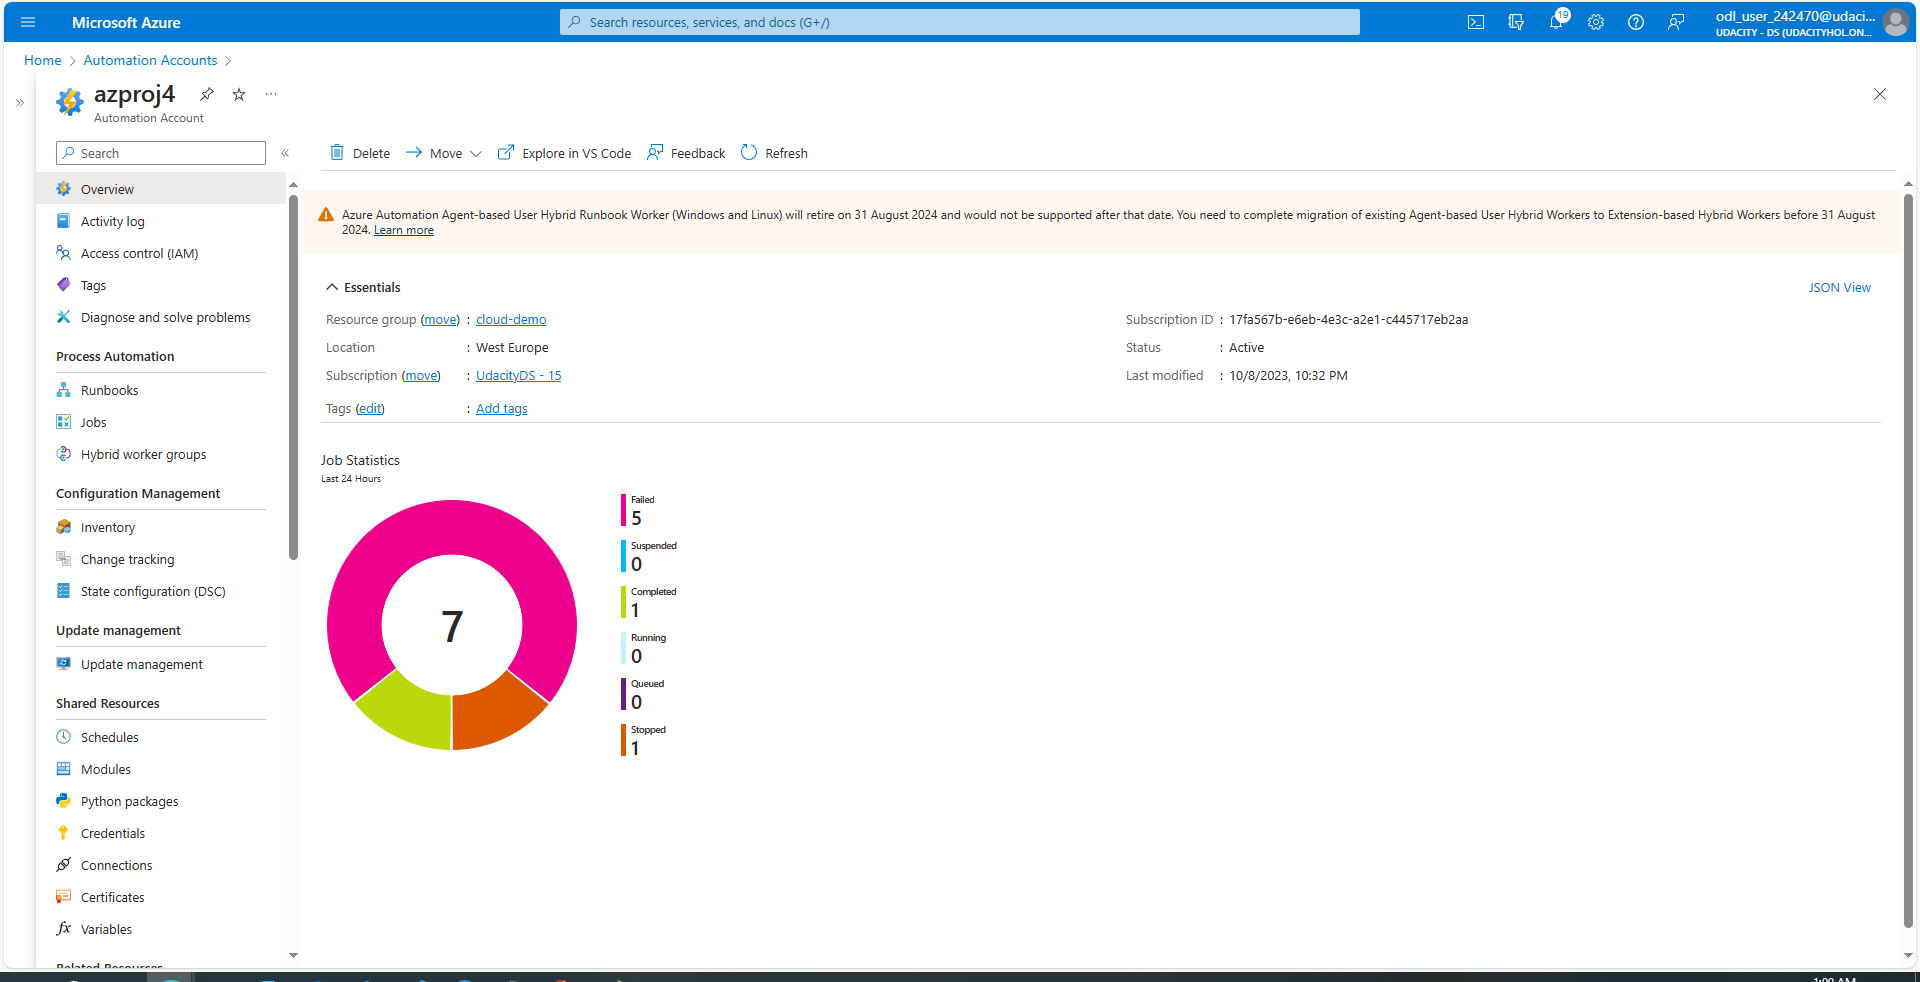 Microsoft Azure
Search resources, services, and docs (G+/)
19
odl_user_242470@udaci...
UDACITY - DS (UDACITYHOL.ON...
Home > Automation Accounts >
azproj4
Automation Account
Search
Delete
Move
Explore in VS Code
Feedback
Refresh
Overview
Activity log
Access control (IAM)
Tags
Diagnose and solve problems
Process Automation
Runbooks
Jobs
Hybrid worker groups
Configuration Management
Inventory
Change tracking
State configuration (DSC)
Update management
Update management
Shared Resources
Schedules
Modules
Python packages
Credentials
Connections
Certificates
Variables
Related Resources
Azure Automation Agent-based User Hybrid Runbook Worker (Windows and Linux) will retire on 31 August 2024 and would not be supported after that date. You need to complete migration of existing Agent-based User Hybrid Workers to Extension-based Hybrid Workers before 31 August
2024. Learn more
Essentials
JSON View
Resource group (move) : cloud-demo
Location : West Europe
Subscription (move) : UdacityDS - 15
Tags (edit) : Add tags
Subscription ID : 17fa567b-e6eb-4e3c-a2e1-c445717eb2aa
Status : Active
Last modified : 10/8/2023, 10:32 PM
Job Statistics
Last 24 Hours
7
Failed
5
Suspended
0
Completed
1
Running
0
Queued
0
Stopped
1